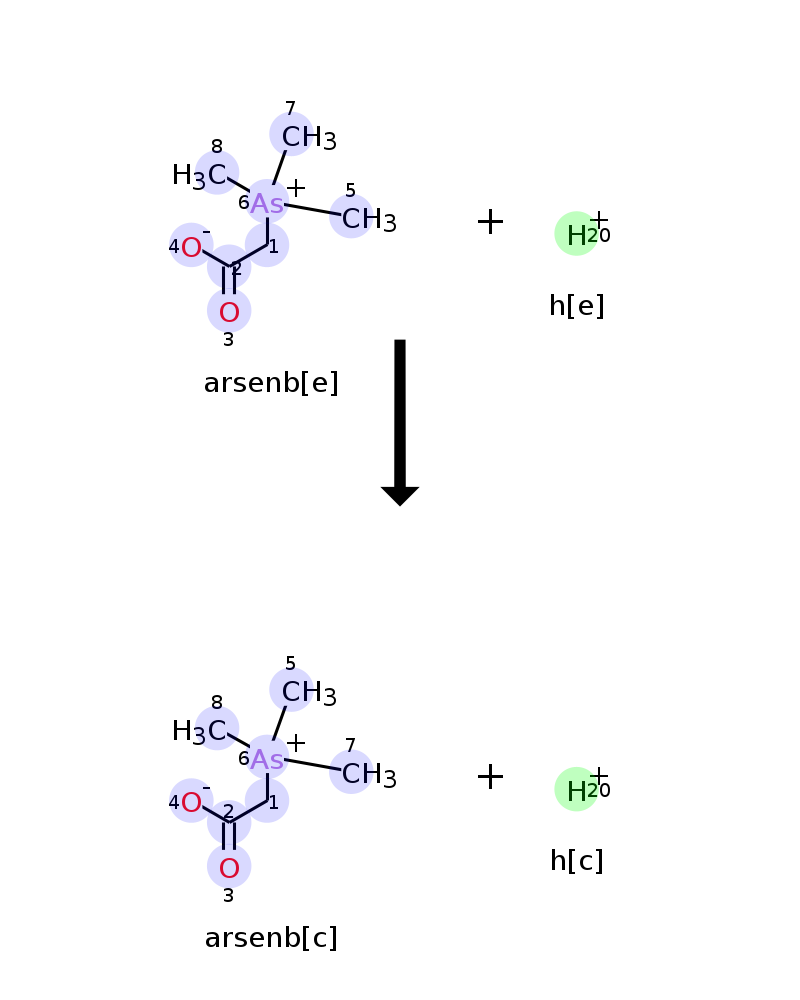 7
CH3
8
H3C
6
As
+
5
CH3
4
O
-
2
1
O
3
+
H
+
20
h[e]
arsenb[e]
5
CH3
8
H3C
6
As
+
7
CH3
4
O
-
2
1
O
3
+
H
+
20
h[c]
arsenb[c]